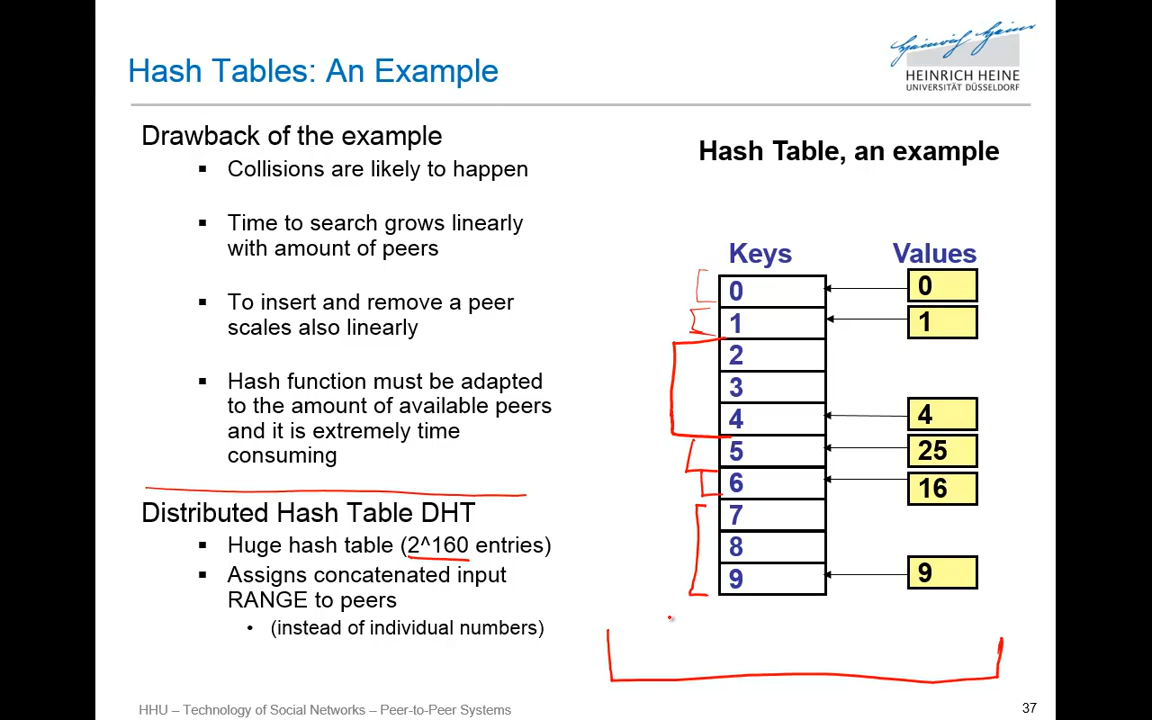 Hash Tables: An Example
Heinrich Heine
HEINRICH HEINE
UNIVERSITÄT DÜSSELDORF
Drawback of the example
▪ Collisions are likely to happen
▪ Time to search grows linearly
with amount of peers
▪ To insert and remove a peer
scales also linearly
▪ Hash function must be adapted
to the amount of available peers
and it is extremely time
consuming
Distributed Hash Table DHT
▪ Huge hash table (2^160 entries)
▪ Assigns concatenated input
RANGE to peers
• (instead of individual numbers)
Hash Table, an example
Keys Values
0 0
1 1
2
3
4 4
5 25
6 16
7
8
9 9
HHU – Technology of Social Networks – Peer-to-Peer Systems
37